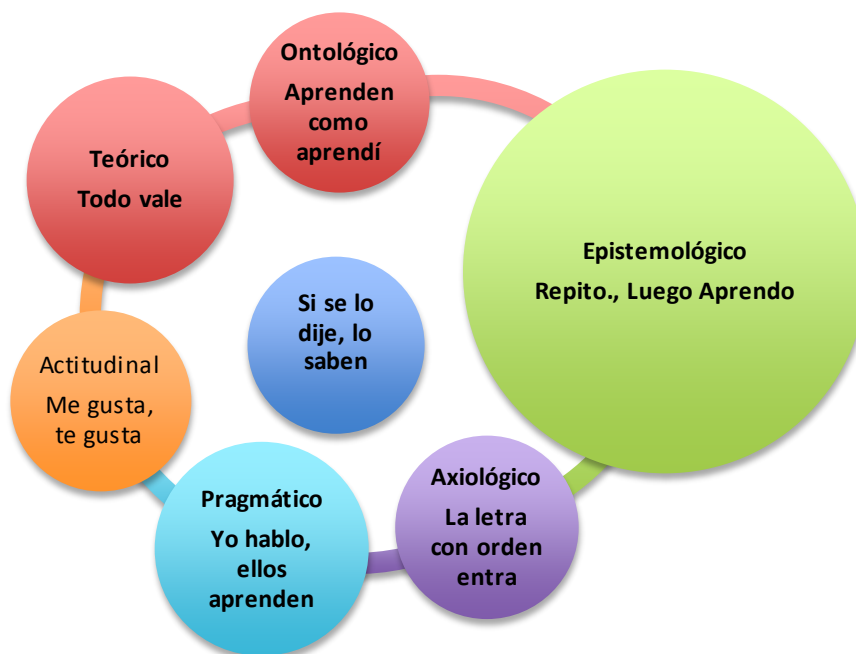 Ontológico
Aprenden
como
aprendí
Teórico
Todo vale
Epistemológico
Repito., Luego Aprendo
Si se lo
dije, lo
saben
Actitudinal
Me gusta,
te gusta
Pragmático
Yo hablo,
ellos
aprenden
Axiológico
La letra
con orden
entra